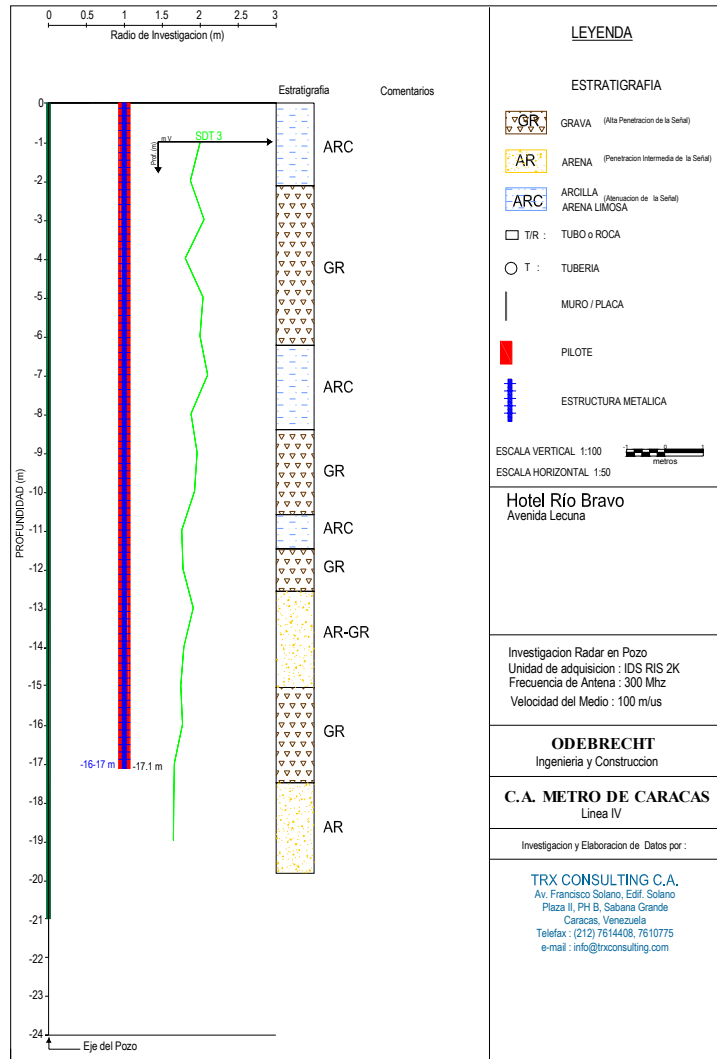 0 0.5 1 1.5 2 2.5 3
Radio de Investigacion (m)
Estratigrafia
Comentarios
PROFUNDIDAD (m)
0
-1
-2
-3
-4
-5
-6
-7
-8
-9
-10
-11
-12
-13
-14
-15
-16
-17
-18
-19
-20
-21
-22
-23
-24
SDT 3
m V
Prof. (m)
ARC
GR
ARC
GR
ARC
GR
AR-GR
GR
AR
-16-17 m
-17.1 m
Eje del Pozo
LEYENDA
ESTRATIGRAFIA
GR GRAVA (Alta Penetracion de la Señal)
AR ARENA (Penetracion Intermedia de la Señal)
ARC ARCILLA (Atenuacion de la Señal)
ARENA LIMOSA
T/R : TUBO o ROCA
T : TUBERIA
MURO / PLACA
PILOTE
ESTRUCTURA METALICA
ESCALA VERTICAL 1:100
-1 0 1
metros
ESCALA HORIZONTAL 1:50
Hotel Río Bravo
Avenida Lecuna
Investigacion Radar en Pozo
Unidad de adquisicion : IDS RIS 2K
Frecuencia de Antena : 300 Mhz
Velocidad del Medio : 100 m/us
ODEBRECHT
Ingenieria y Construccion
C.A. METRO DE CARACAS
Linea IV
Investigacion y Elaboracion de Datos por :
TRX CONSULTING C.A.
Av. Francisco Solano, Edif. Solano
Plaza II, PH B, Sabana Grande
Caracas, Venezuela
Telefax : (212) 7614408, 7610775
e-mail : info@trxconsulting.com